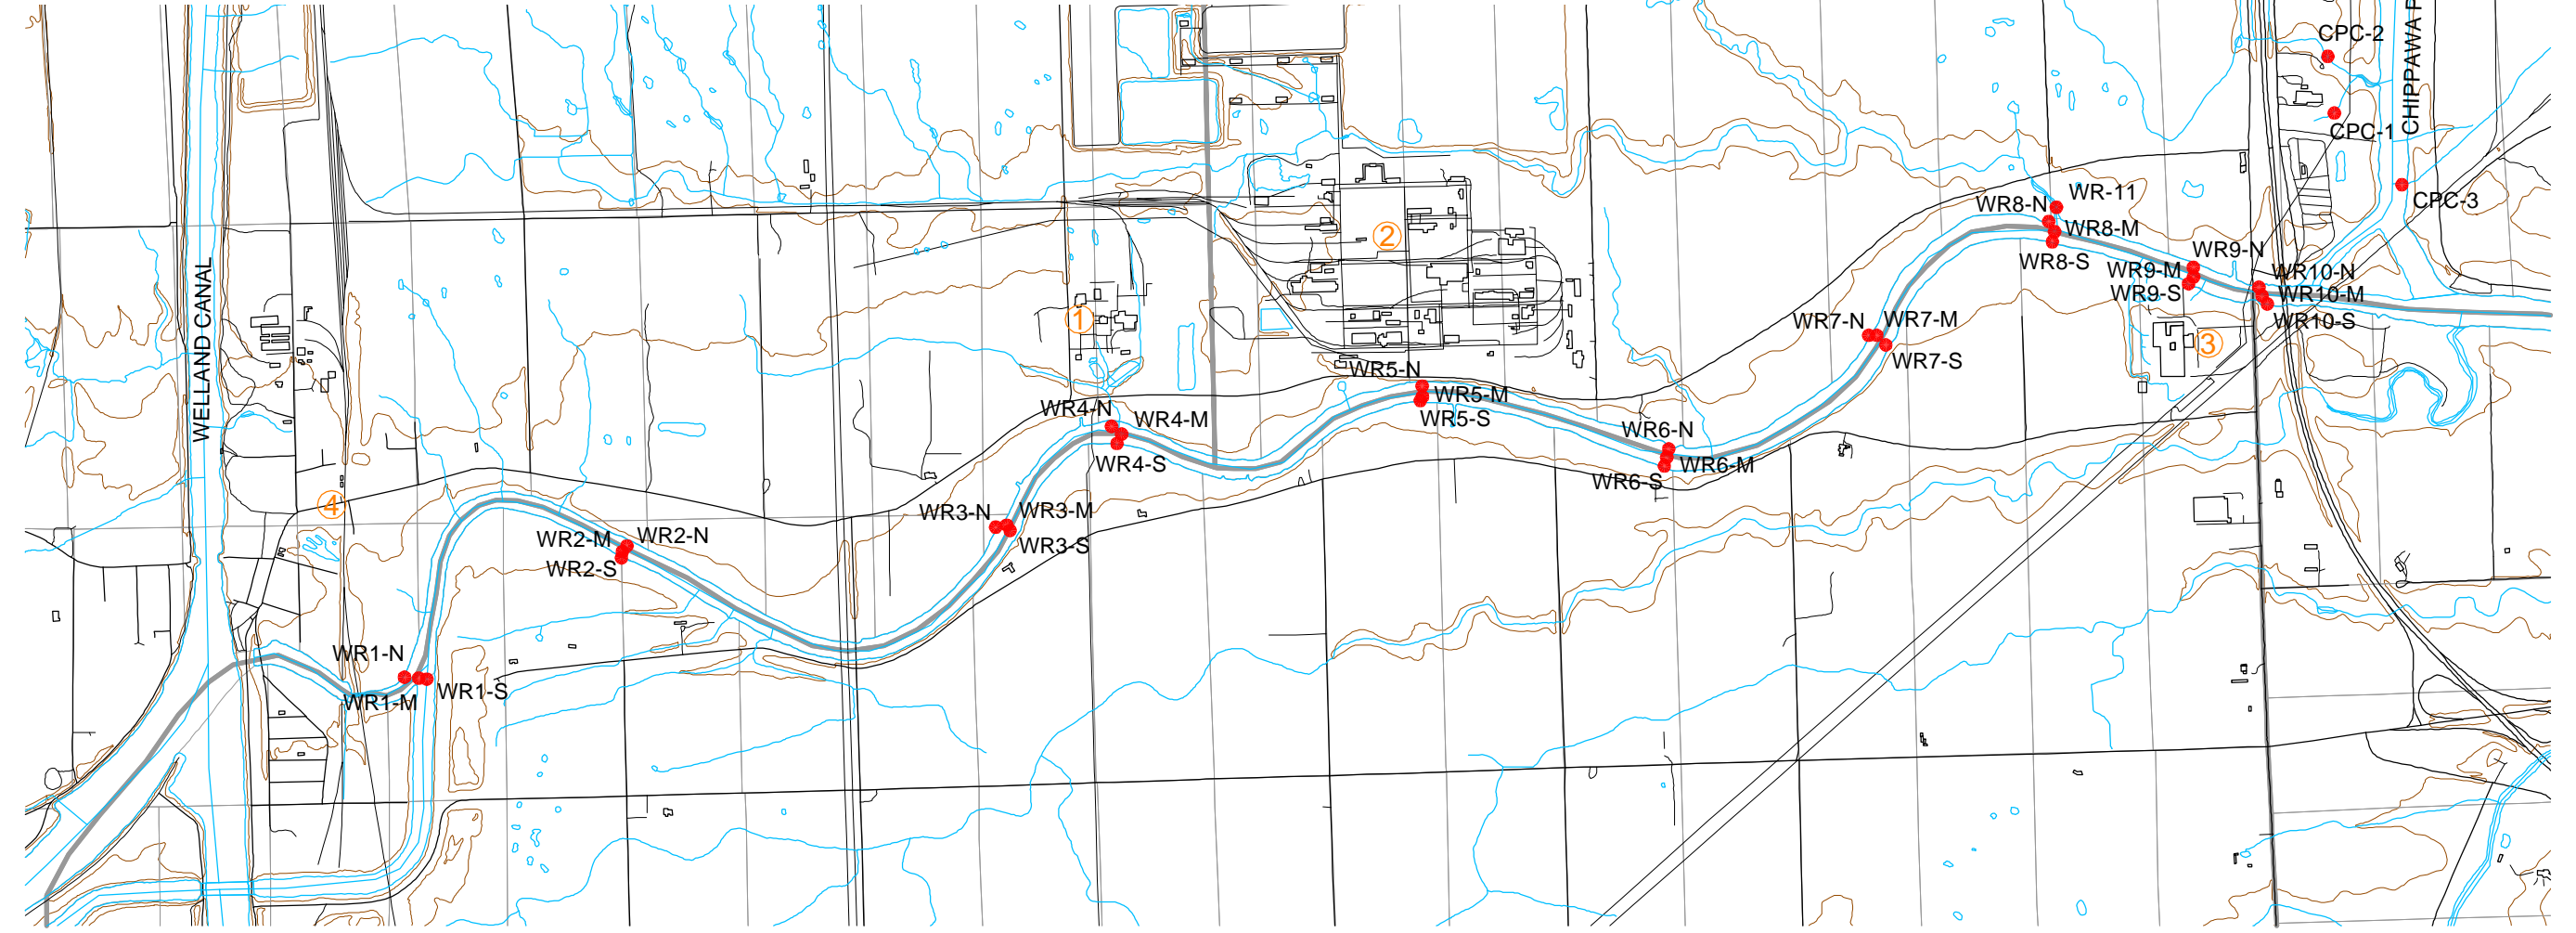 CPC-2
CHIPPAWA
CPC-1
WR-11
WR8-N
CPC-3
WR8-M
2
WR9-N
WR8-S
WR9-M
WR10-N
WR9-S
WR10-M
WELLAND CANAL
1
WR7-N
WR7-M
WR10-S
3
WR7-S
WR5-N
WR5-M
WR4-N
WR4-M
WR5-S
WR6-N
WR4-S
WR6-M
WR6-S
4
WR3-N
WR3-M
WR2-M
WR2-N
WR3-S
WR2-S
WR1-N
WR1-S
WR1-M